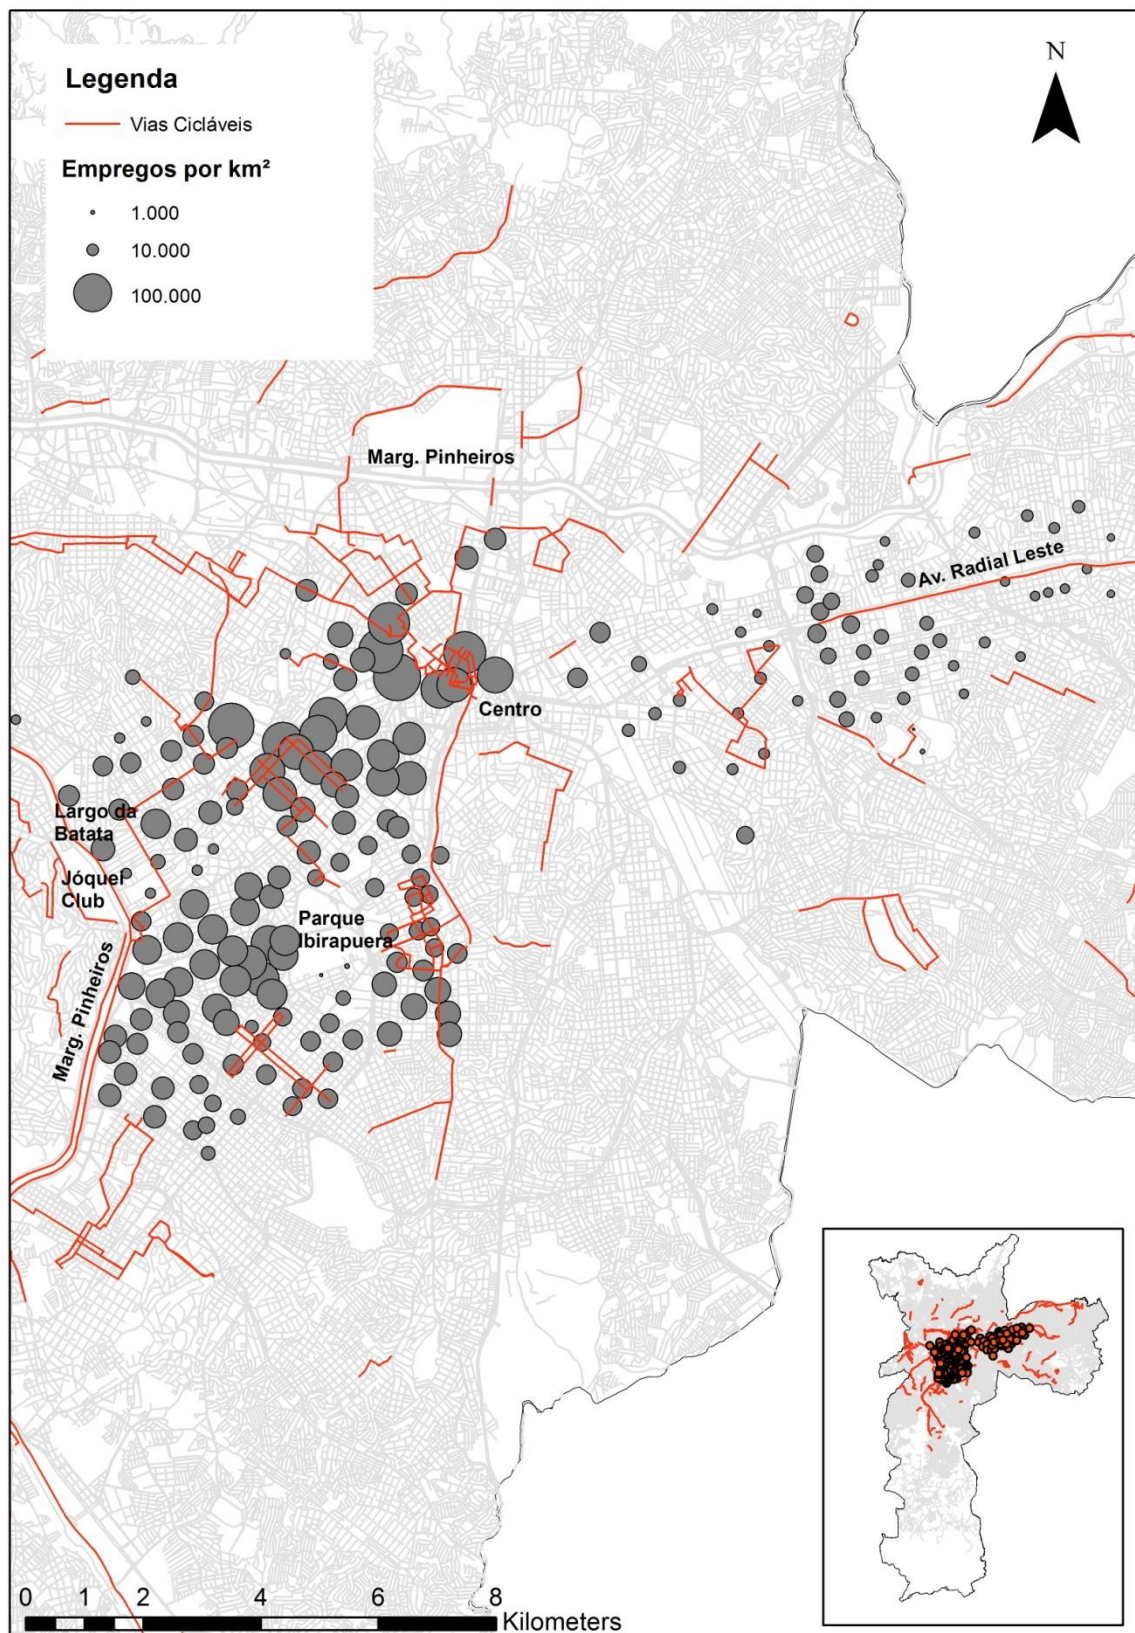 Legenda
Vias Cicláveis
Empregos por km²
1.000
10.000
100.000
N
Marg. Pinheiros
Av. Radial Leste
Centro
Largo da
Batata
Jóquei
Club
Parque
Ibirapuera
Marg. Pinheiros
0 1 2 4 6 8
Kilometers